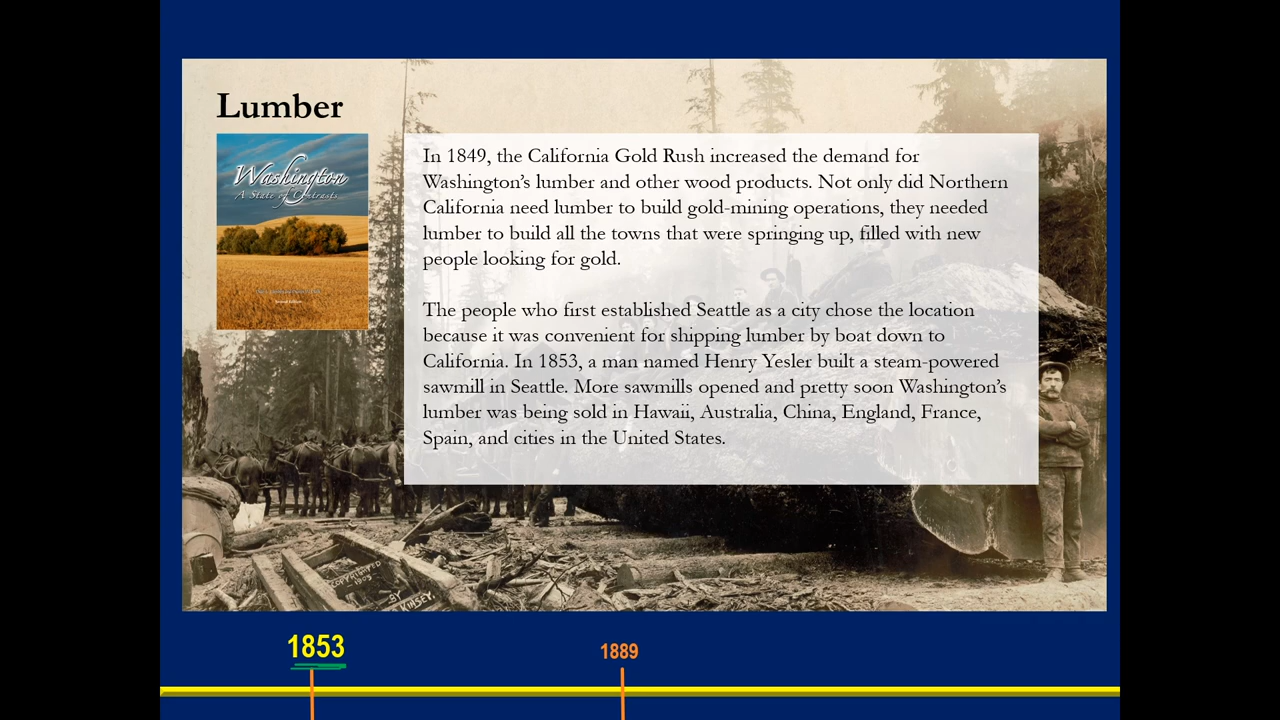 Lumber
Washington
A State of Contrasts
In 1849, the California Gold Rush increased the demand for
Washington’s lumber and other wood products. Not only did Northern
California need lumber to build gold-mining operations, they needed
lumber to build all the towns that were springing up, filled with new
people looking for gold.
The people who first established Seattle as a city chose the location
because it was convenient for shipping lumber by boat down to
California. In 1853, a man named Henry Yesler built a steam-powered
sawmill in Seattle. More sawmills opened and pretty soon Washington’s
lumber was being sold in Hawaii, Australia, China, England, France,
Spain, and cities in the United States.
COPYRIGHTED
BY
KINSEY.
1853
1889